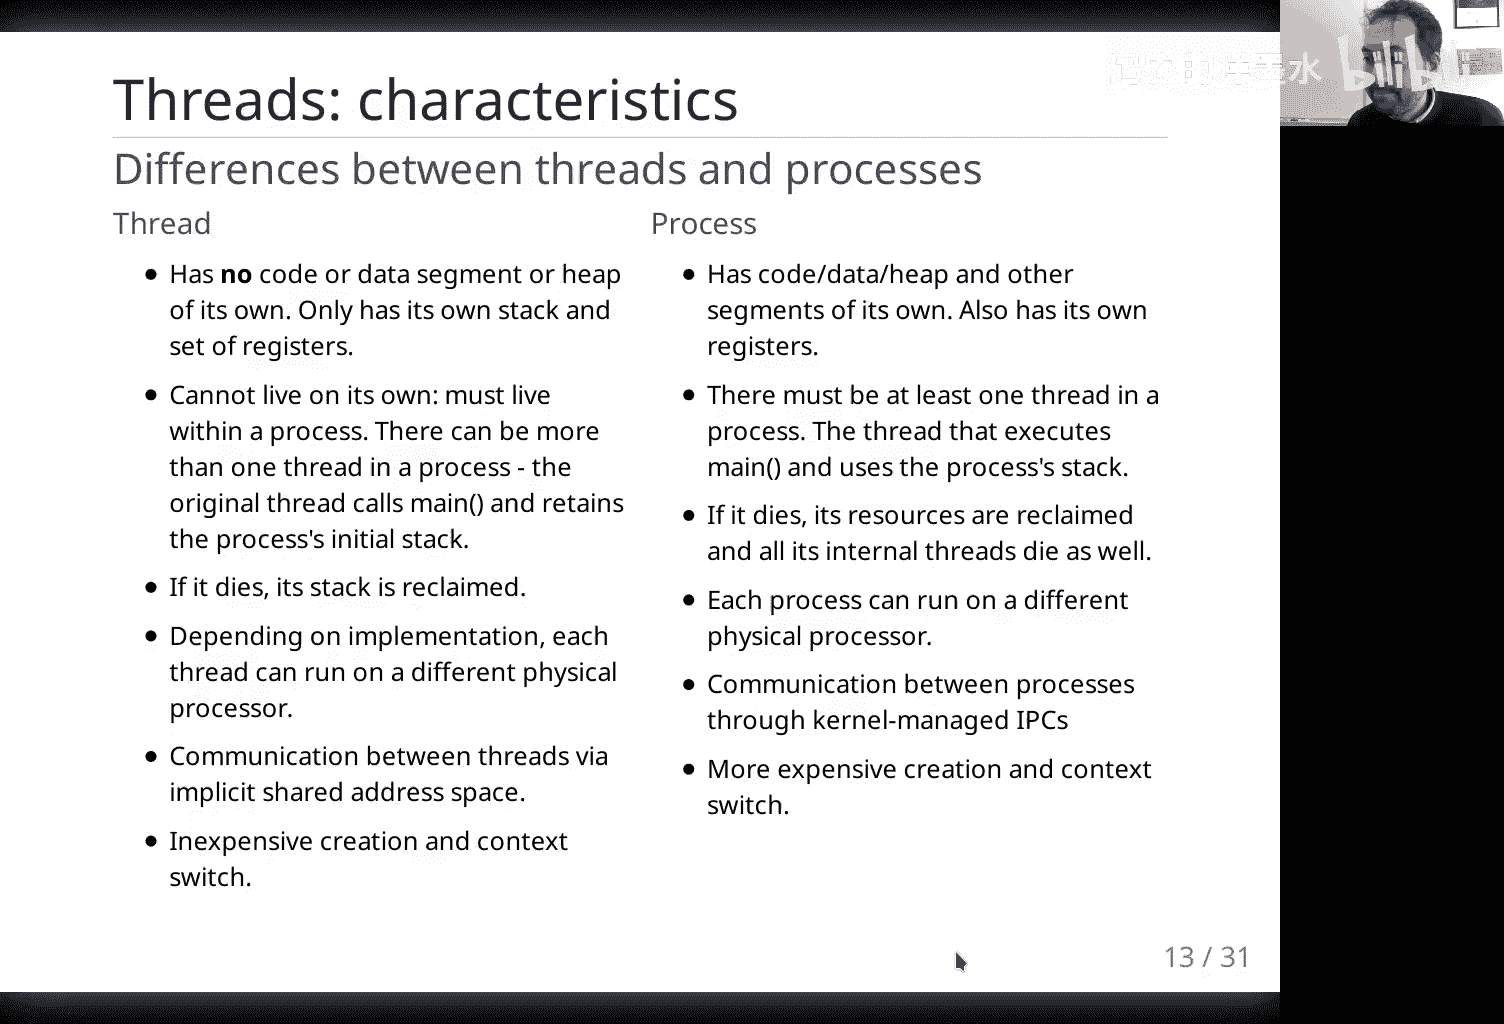 Threads: characteristics
Differences between threads and processes
Thread
● Has no code or data segment or heap
of its own. Only has its own stack and
set of registers.
● Cannot live on its own: must live
within a process. There can be more
than one thread in a process - the
original thread calls main() and retains
the process's initial stack.
● If it dies, its stack is reclaimed.
● Depending on implementation, each
thread can run on a different physical
processor.
● Communication between threads via
implicit shared address space.
● Inexpensive creation and context
switch.
Process
● Has code/data/heap and other
segments of its own. Also has its own
registers.
● There must be at least one thread in a
process. The thread that executes
main() and uses the process's stack.
● If it dies, its resources are reclaimed
and all its internal threads die as well.
● Each process can run on a different
physical processor.
● Communication between processes
through kernel-managed IPCs
● More expensive creation and context
switch.
13 / 31
水 bilibili